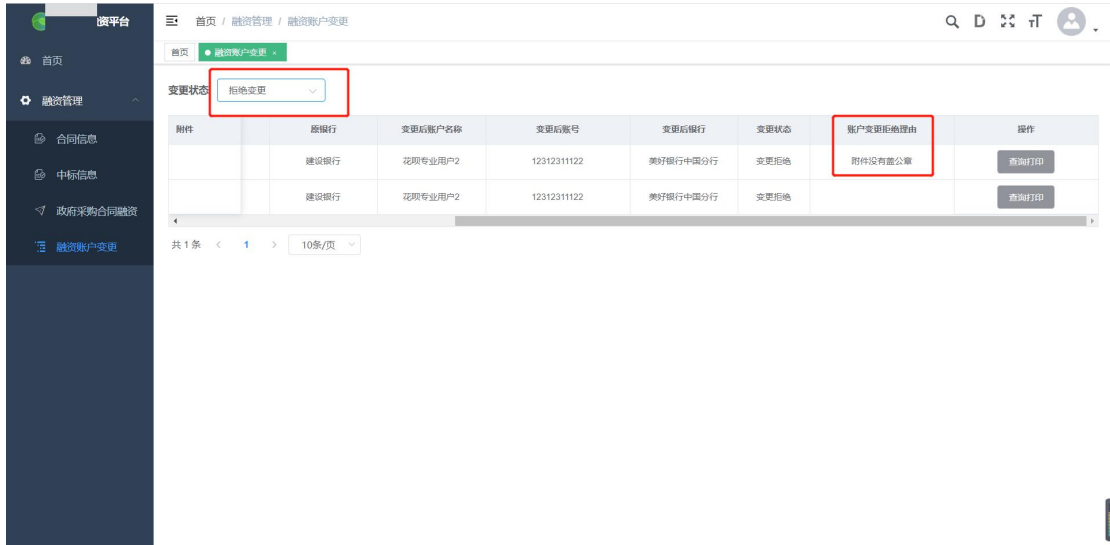 资平台
首页 / 融资管理 / 融资账户变更
D
тT
首页
融资账户变更 ×
首页
融资管理
合同信息
中标信息
政府采购合同融资
融资账户变更
变更状态 拒绝变更
附件 原银行 变更后账户名称 变更后账号 变更后银行 变更状态 账户变更拒绝理由 操作
建设银行 花呗专业用户2 12312311122 美好银行中国分行 变更拒绝 附件没有盖公章 查询打印
建设银行 花呗专业用户2 12312311122 美好银行中国分行 变更拒绝 查询打印
共 1 条 < 1 > 10条/页